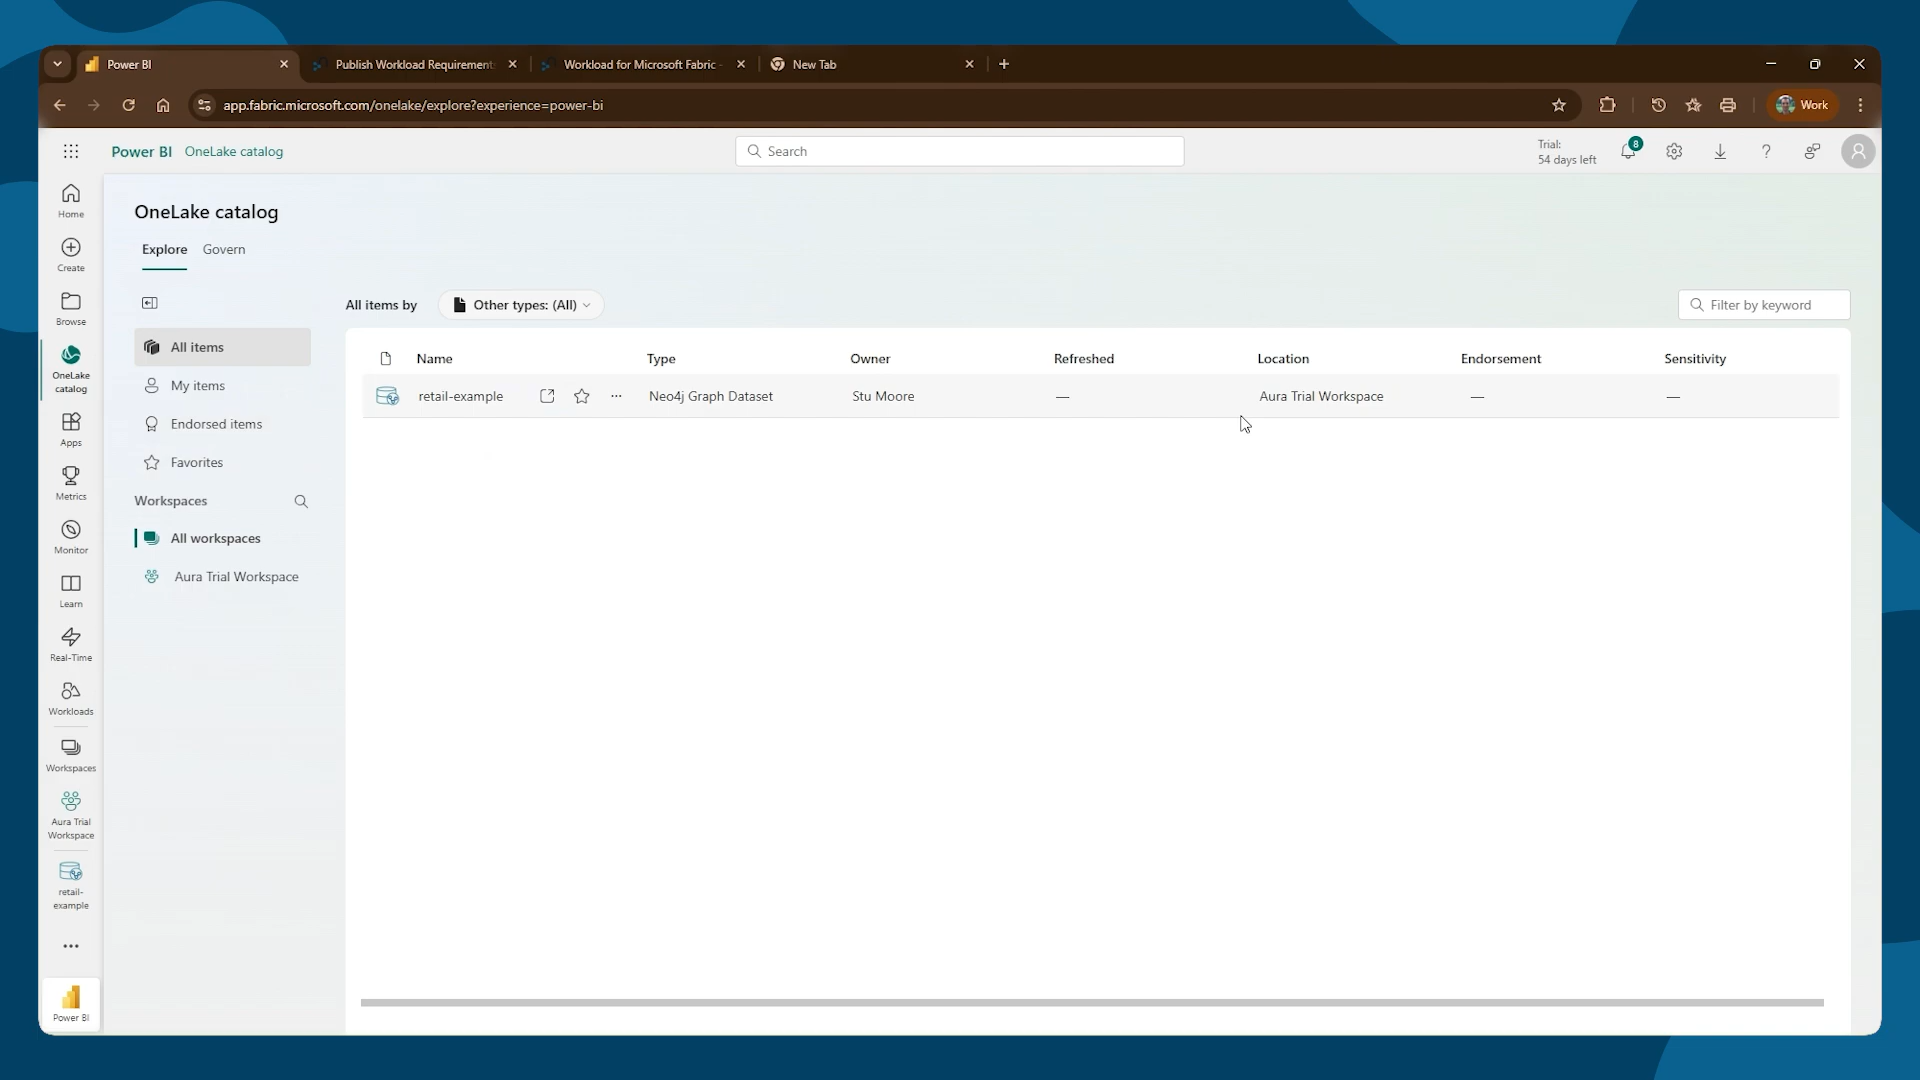 Power BI
Publish Workload Requirement
Workload for Microsoft Fabric -
New Tab
app.fabric.microsoft.com/onelake/explore?experience=power-bi
Work
Power BI OneLake catalog
Search
Trial:
54 days left
8
Home
Create
Browse
OneLake
catalog
Apps
Metrics
Monitor
Learn
Real-Time
Workloads
Workspaces
Aura Trial
Workspace
retail-
example
Power BI
OneLake catalog
Explore Govern
All items
My items
Endorsed items
Favorites
Workspaces
All workspaces
Aura Trial Workspace
All items by Other types: (All)
Filter by keyword
Name Type Owner Refreshed Location Endorsement Sensitivity
retail-example ... Neo4j Graph Dataset Stu Moore — Aura Trial Workspace — —